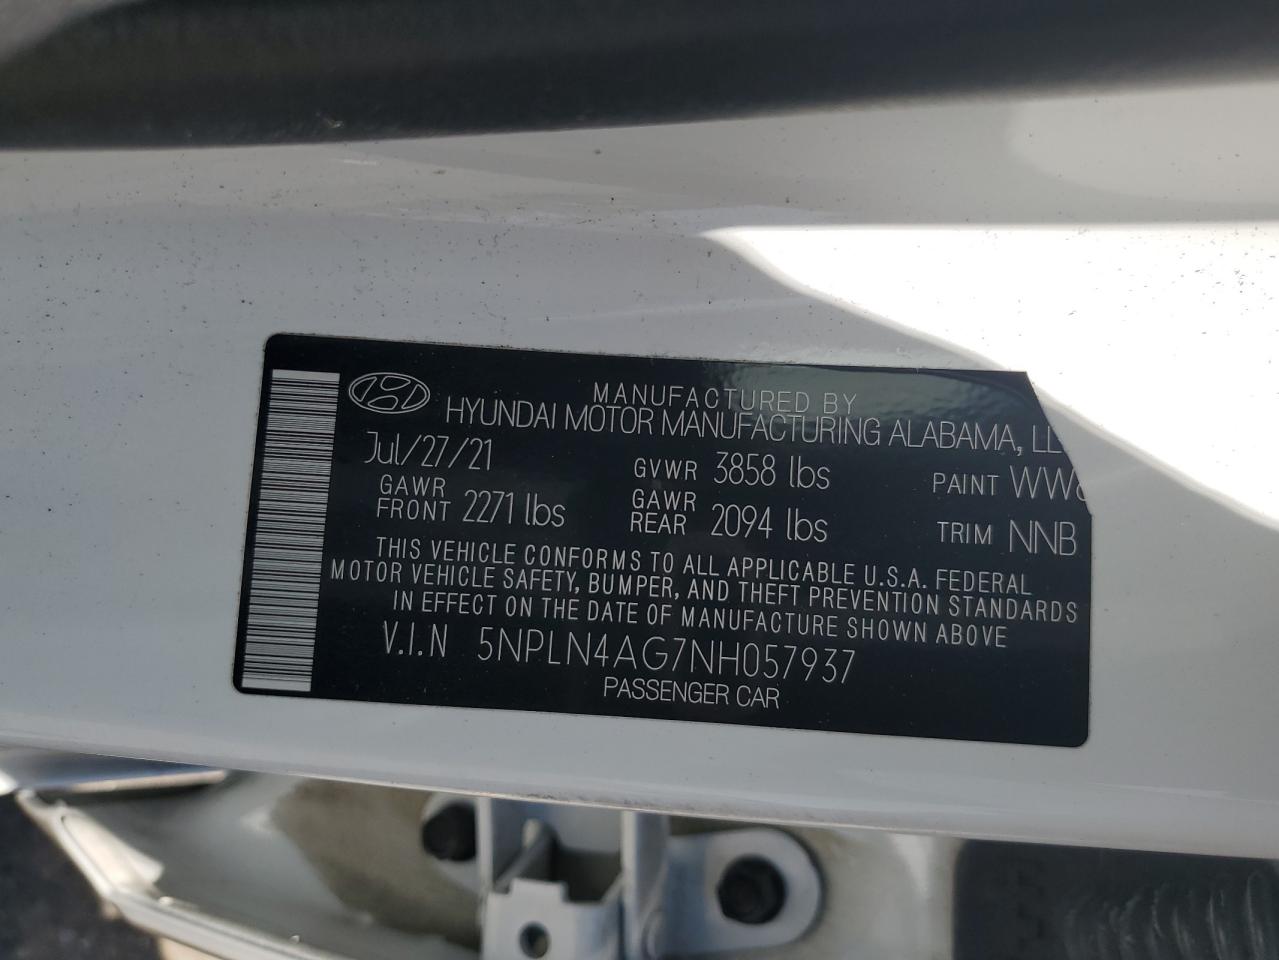 MANUFACTURED BY
HYUNDAI MOTOR MANUFACTURING ALABAMA,
Jul/27/21 GVWR 3858 lbs PAINT
GAWR FRONT 2271 lbs GAWR REAR 2094 lbs TRIM NNB
THIS VEHICLE CONFORMS TO ALL APPLICABLE U.S.A. FEDERAL
MOTOR VEHICLE SAFETY, BUMPER, AND THEFT PREVENTION STANDARDS
IN EFFECT ON THE DATE OF MANUFACTURE SHOWN ABOVE
V.I.N 5NPLN4AG7NH057937
PASSENGER CAR